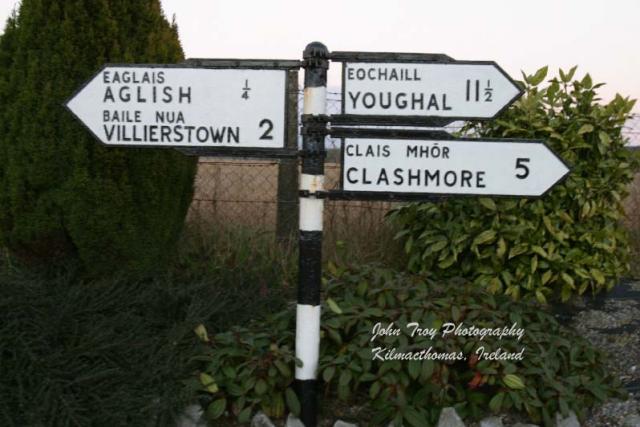 EAGLAIS
AGLISH ¼
BAILE NUA
VILLIERSTOWN 2
EOCHAILL
YOUGHAL 11½
CLAIS MHÓR
CLASHMORE 5
John Troy Photography
Kilmacthomas, Ireland